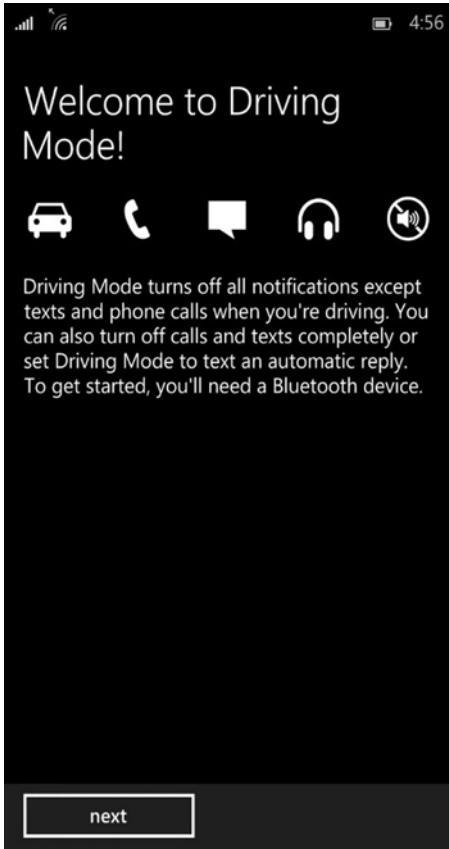 4:56
Welcome to Driving
Mode!
Driving Mode turns off all notifications except
texts and phone calls when you're driving. You
can also turn off calls and texts completely or
set Driving Mode to text an automatic reply.
To get started, you'll need a Bluetooth device.
next